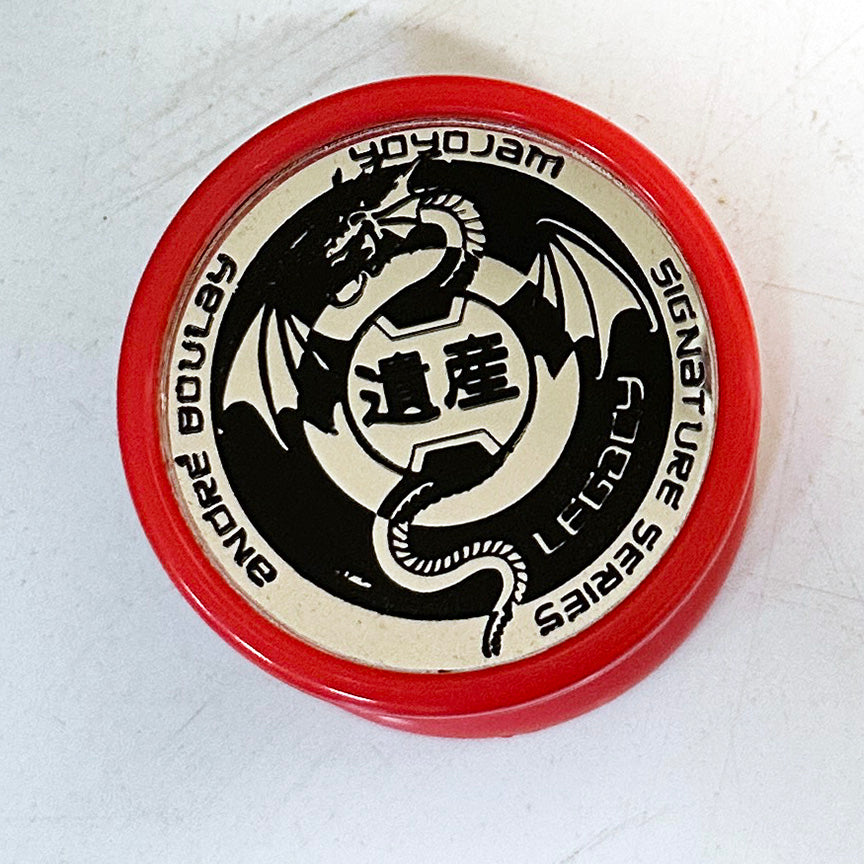 YOYOJAM
ANDRE BOULAY
SIGNATURE SERIES
遺産
LEGACY